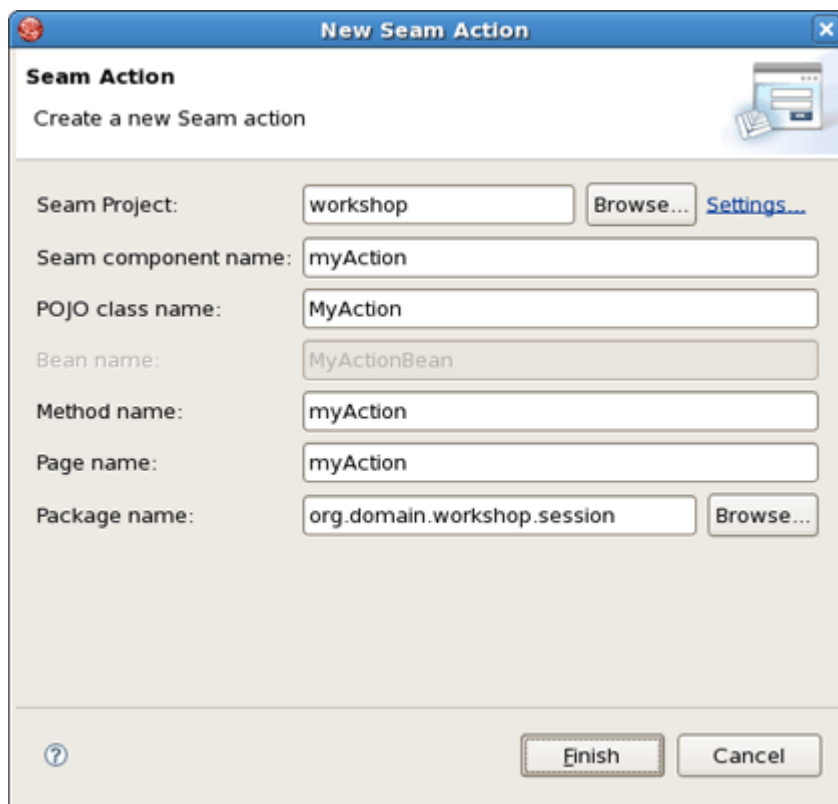 New Seam Action
Seam Action
Create a new Seam action
Seam Project: workshop Browse... Settings...
Seam component name: myAction
POJO class name: MyAction
Bean name: MyActionBean
Method name: myAction
Page name: myAction
Package name: org.domain.workshop.session Browse...
? Finish Cancel